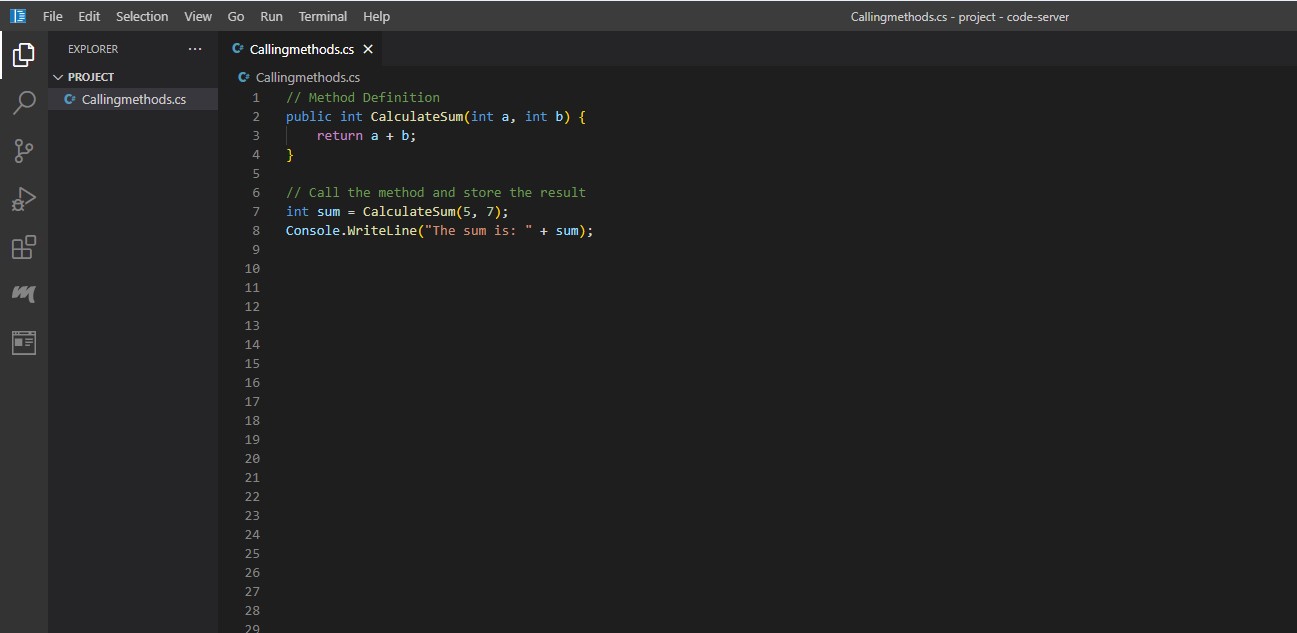 File Edit Selection View Go Run Terminal Help Callingmethods.cs - project - code-server
EXPLORER ··· C# Callingmethods.cs ×
PROJECT
C# Callingmethods.cs
C# Callingmethods.cs
1 // Method Definition
2 public int CalculateSum(int a, int b) {
3     return a + b;
4 }
5
6 // Call the method and store the result
7 int sum = CalculateSum(5, 7);
8 Console.WriteLine("The sum is: " + sum);
9
10
11
12
13
14
15
16
17
18
19
20
21
22
23
24
25
26
27
28
29